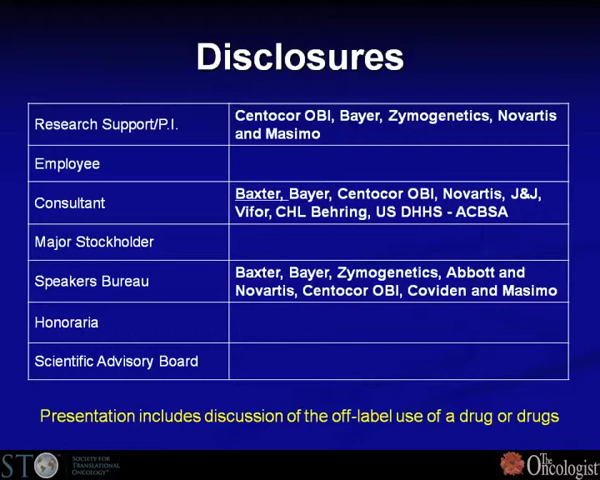 Disclosures
Research Support/P.I.
Centocor OBI, Bayer, Zymogenetics, Novartis
and Masimo
Employee
Consultant
Baxter, Bayer, Centocor OBI, Novartis, J&J,
Vifor, CHL Behring, US DHHS - ACBSA
Major Stockholder
Speakers Bureau
Baxter, Bayer, Zymogenetics, Abbott and
Novartis, Centocor OBI, Coviden and Masimo
Honoraria
Scientific Advisory Board
Presentation includes discussion of the off-label use of a drug or drugs
STO
SOCIETY FOR
TRANSLATIONAL
ONCOLOGY
The
Oncologist